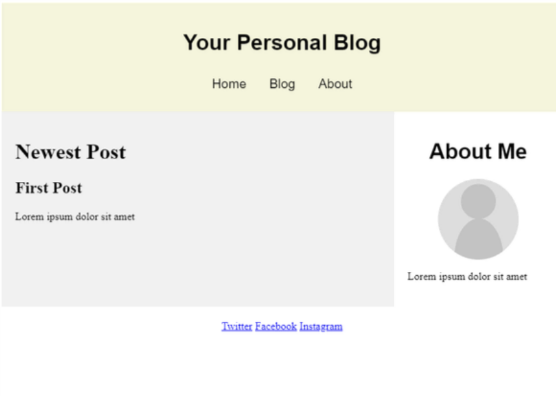 Your Personal Blog
Home Blog About
Newest Post
First Post
Lorem ipsum dolor sit amet
About Me
Lorem ipsum dolor sit amet
Twitter Facebook Instagram